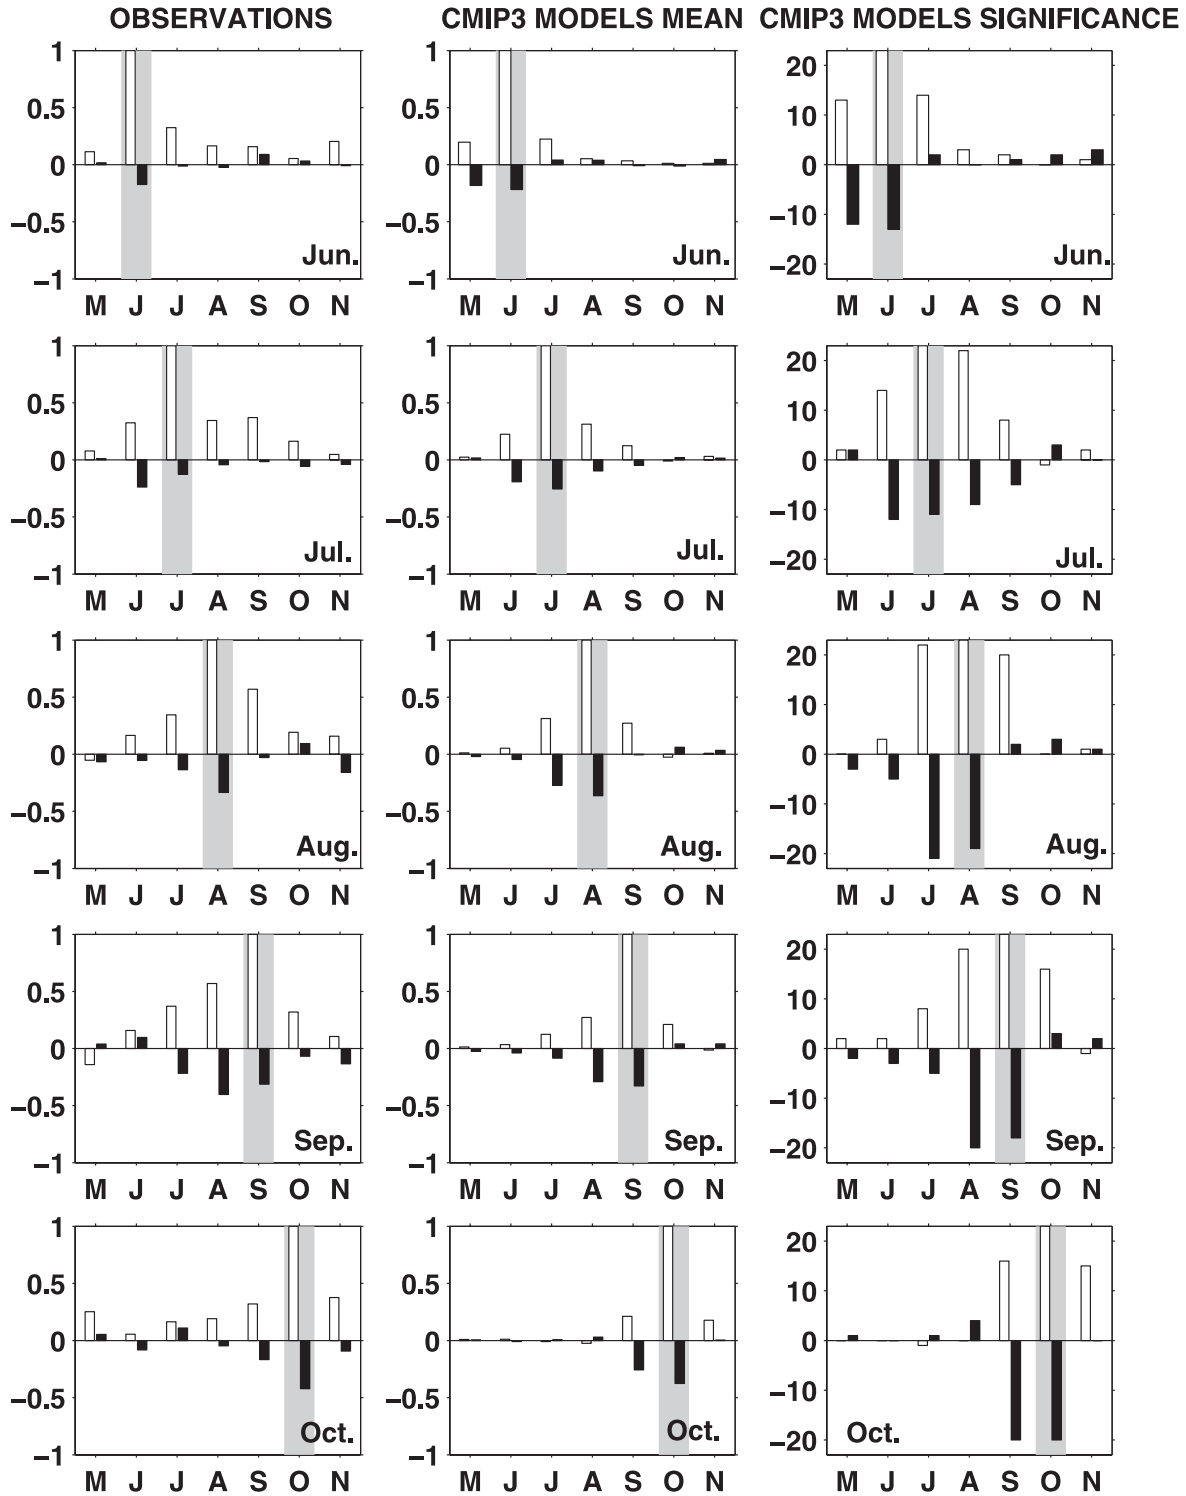 OBSERVATIONS CMIP3 MODELS MEAN CMIP3 MODELS SIGNIFICANCE
1 1 20
0.5 0.5 10
0 0 0
−0.5 −0.5 −10
−1 −1 −20
Jun. Jun. Jun.
M J J A S O N M J J A S O N M J J A S O N
1 1 20
0.5 0.5 10
0 0 0
−0.5 −0.5 −10
−1 −1 −20
Jul. Jul. Jul.
M J J A S O N M J J A S O N M J J A S O N
1 1 20
0.5 0.5 10
0 0 0
−0.5 −0.5 −10
−1 −1 −20
Aug. Aug. Aug.
M J J A S O N M J J A S O N M J J A S O N
1 1 20
0.5 0.5 10
0 0 0
−0.5 −0.5 −10
−1 −1 −20
Sep. Sep. Sep.
M J J A S O N M J J A S O N M J J A S O N
1 1 20
0.5 0.5 10
0 0 0
−0.5 −0.5 −10
−1 −1 −20
Oct. Oct. Oct.
M J J A S O N M J J A S O N M J J A S O N